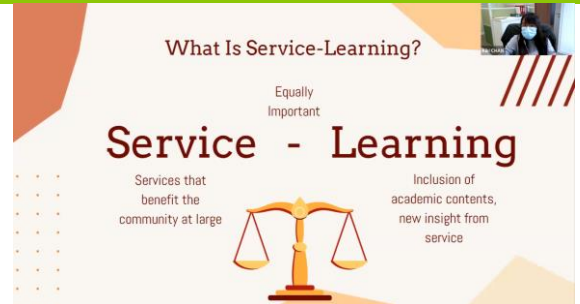 What Is Service-Learning?
Equally
Important
Service - Learning
Services that
benefit the
community at large
Inclusion of
academic contents,
new insight from
service